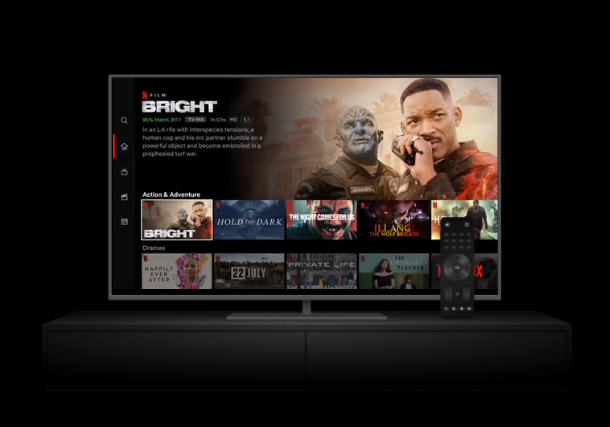 N FILM
BRIGHT
95% Match 2017 TV-MA 1h57m HD 5.1
In an LA rife with interspecies tensions, a
human cop and his orc partner stumble on a
powerful object and become embroiled in a
prophesied turf war.
Action & Adventure
BRIGHT
HOLD THE DARK
THE NIGHT COMES FOR US
ILLANG:
THE WOLF BRIGADE
Dramas
HAPPILY
EVER
AFTER
22 JULY
PRIVATE LIFE
THE
TEACHER